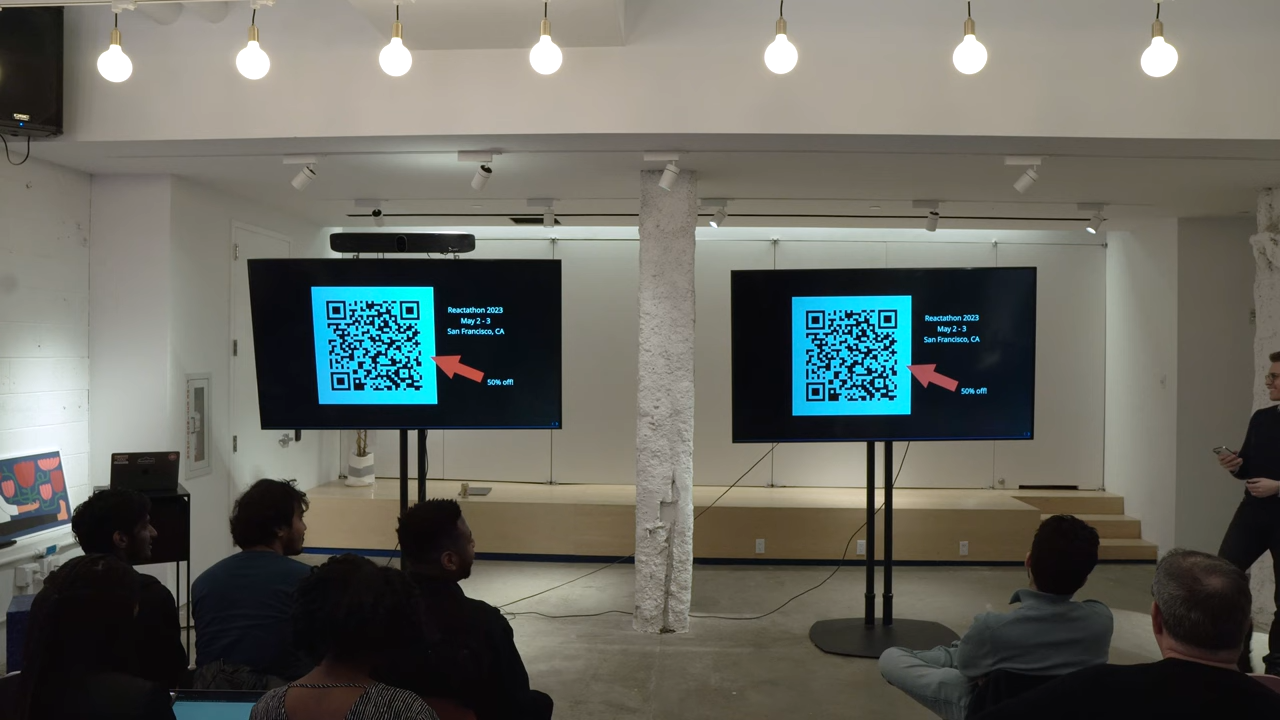 Reactathon 2023
May 2 - 3
San Francisco, CA
50% off!
Reactathon 2023
May 2 - 3
San Francisco, CA
50% off!